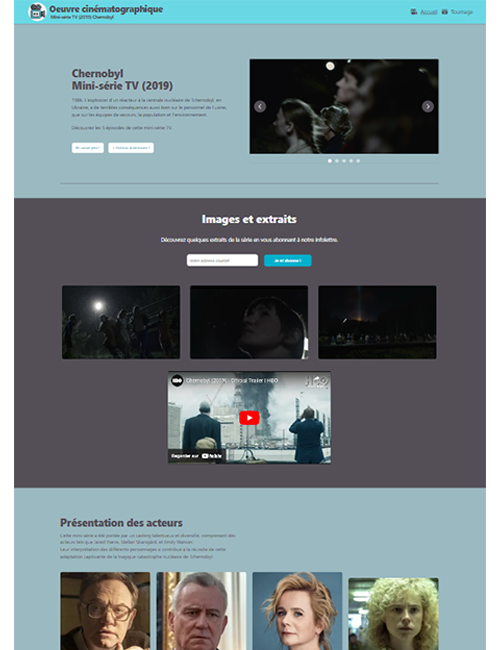 Oeuvre cinématographique
Mini-série TV (2019) Chernobyl
Accueil
Tournage
Chernobyl
Mini-série TV (2019)
1986. L'explosion d'un réacteur à la centrale nucléaire de Tchernobyl, en
Ukraine, a de terribles conséquences aussi bien sur le personnel de l'usine
que sur les équipes de secours, la population et l'environnement.
Découvrez les 5 épisodes de cette mini-série TV.
En savoir plus !
Images et extraits
Découvrez quelques extraits de la série en vous abonnant à notre infolettre.
Votre adresse courriel
Je m'abonne !
HBO
Chernobyl (2019) - Official Trailer | HBO
Regarder sur YouTube
Présentation des acteurs
Cette mini-série a été portée par un casting talentueux et diversifié, comprenant des
acteurs tels que Jared Harris, Stellan Skarsgård, et Emily Watson.
Leur interprétation des différents personnages a contribué à la réussite de cette
adaptation captivante de la tragique catastrophe nucléaire de Tchernobyl.